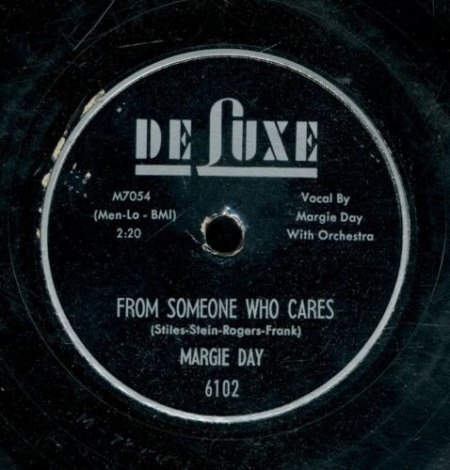 DE LUXE
M7054
(Men-Lo - BMI)
2:20
Vocal By
Margie Day
With Orchestra
FROM SOMEONE WHO CARES
(Stiles-Stein-Rogers-Frank)
MARGIE DAY
6102